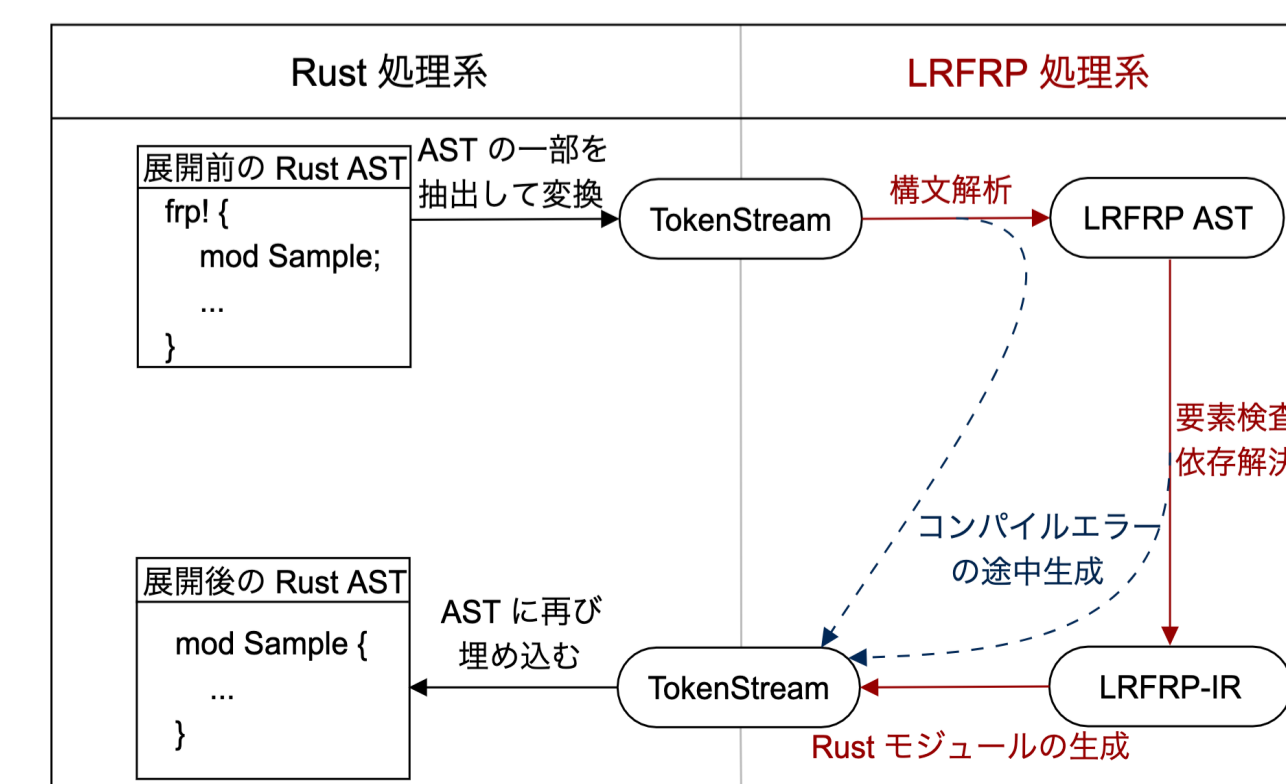 Rust 処理系
LRFRP 処理系
展開前の Rust AST
frp! {
mod Sample;
...
}
AST の一部を
抽出して変換
TokenStream
構文解析
LRFRP AST
要素検査
依存解決
コンパイルエラー
の途中生成
展開後の Rust AST
mod Sample {
...
}
AST に再び
埋め込む
TokenStream
LRFRP-IR
Rust モジュールの生成